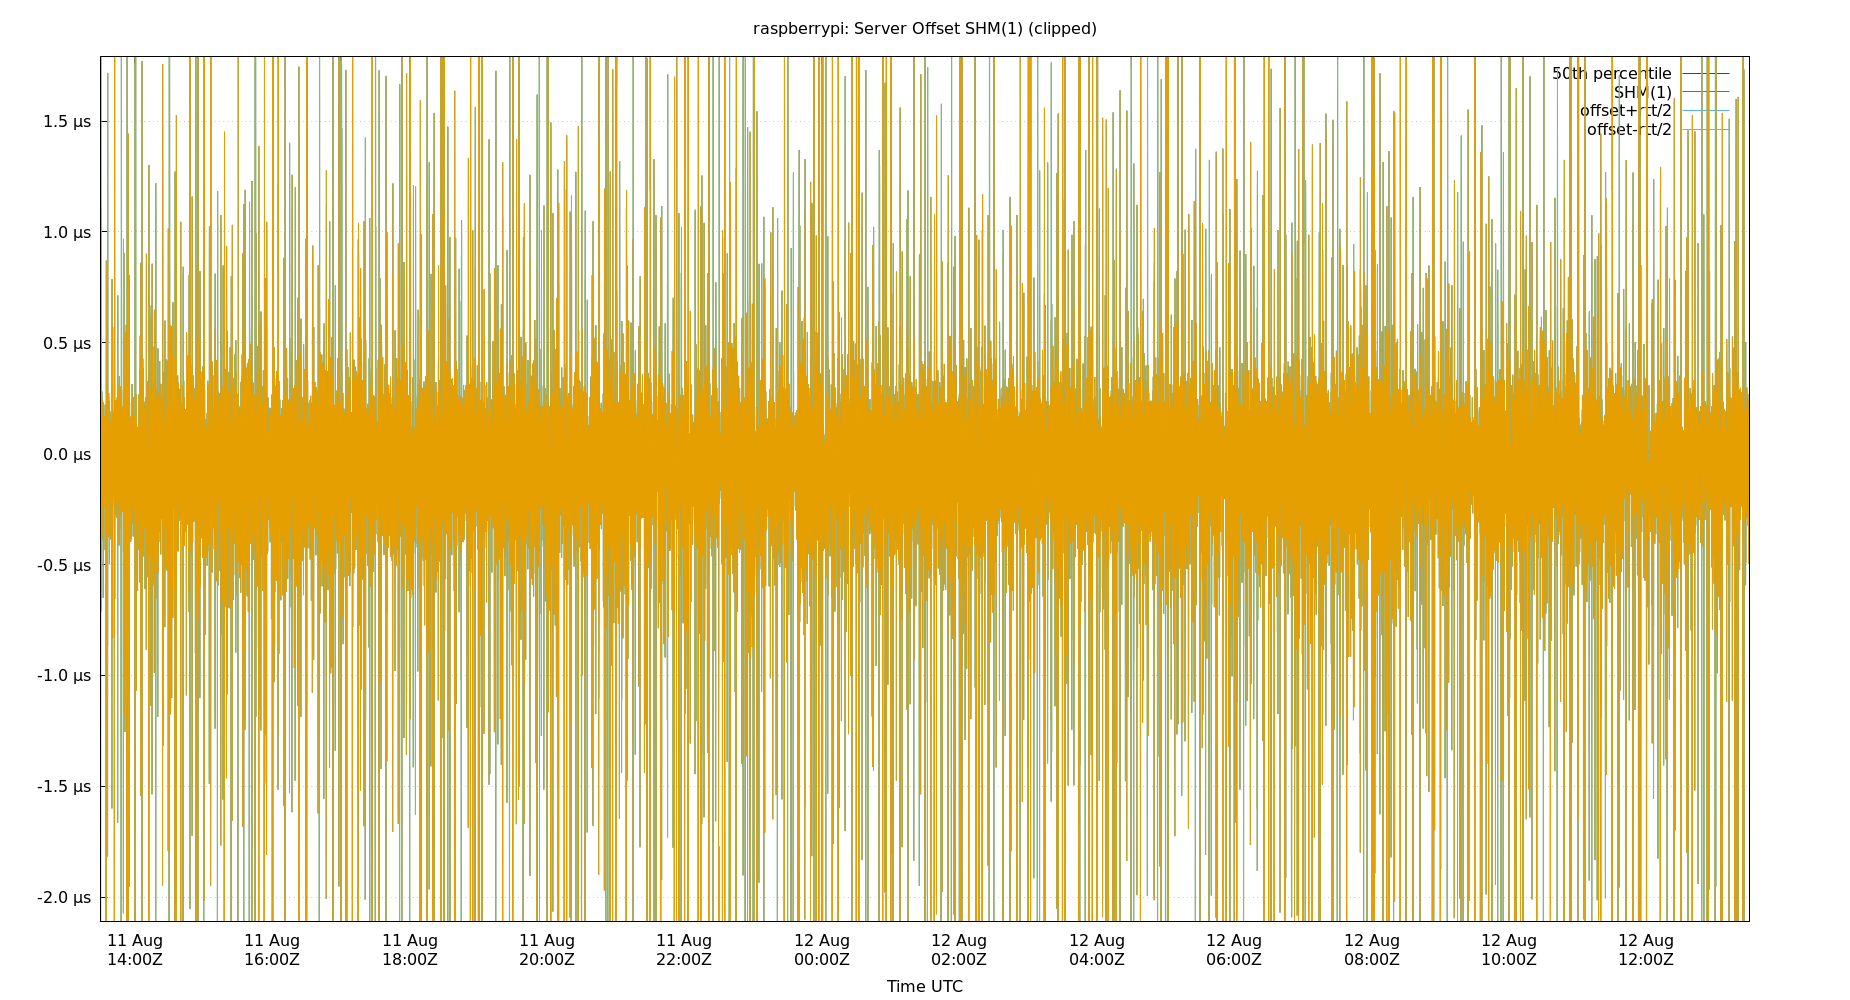 raspberrypi: Server Offset SHM(1) (clipped)
50th percentile
SHM(1)
offset+rtt/2
offset-rtt/2
1.5 µs
1.0 µs
0.5 µs
0.0 µs
-0.5 µs
-1.0 µs
-1.5 µs
-2.0 µs
11 Aug 11 Aug 11 Aug 11 Aug 11 Aug 12 Aug 12 Aug 12 Aug 12 Aug 12 Aug 12 Aug 12 Aug
14:00Z 16:00Z 18:00Z 20:00Z 22:00Z 00:00Z 02:00Z 04:00Z 06:00Z 08:00Z 10:00Z 12:00Z
Time UTC